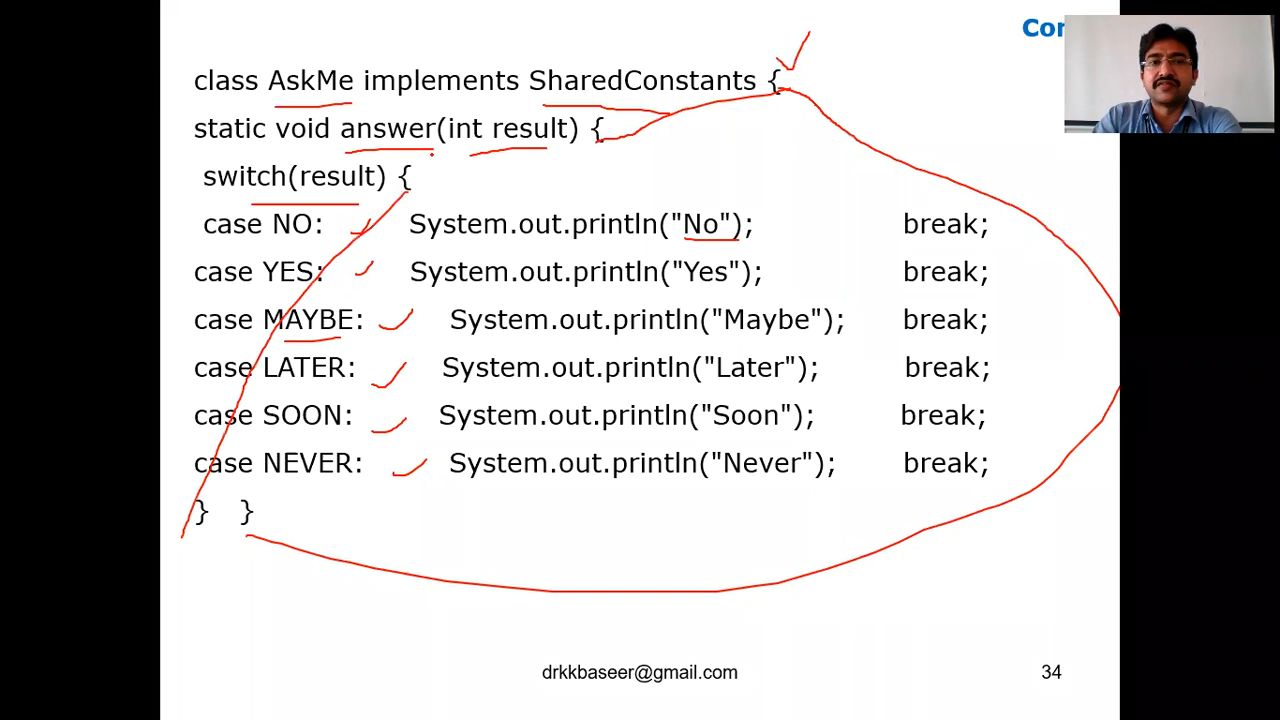 class AskMe implements SharedConstants {
static void answer(int result) {
switch(result) {
case NO: System.out.println("No"); break;
case YES: System.out.println("Yes"); break;
case MAYBE: System.out.println("Maybe"); break;
case LATER: System.out.println("Later"); break;
case SOON: System.out.println("Soon"); break;
case NEVER: System.out.println("Never"); break;
} }
drkkbaseer@gmail.com 34